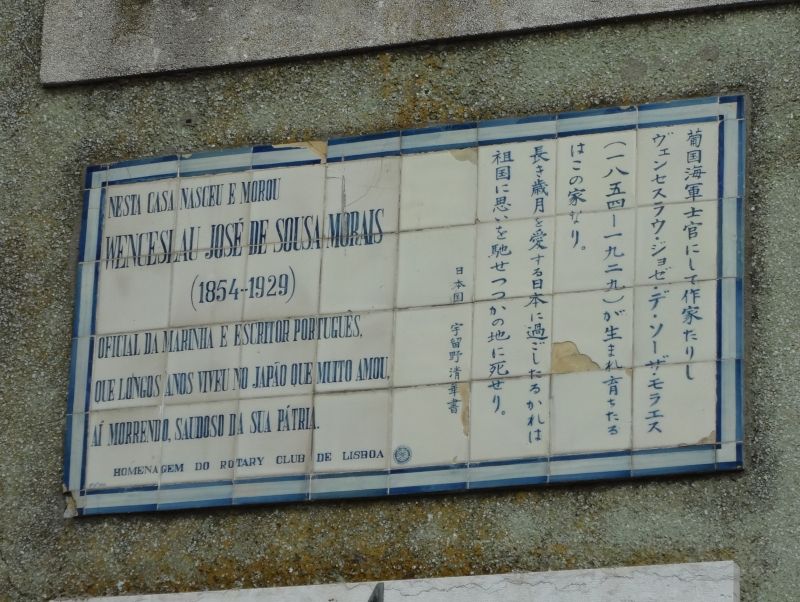 NESTA CASA NASCEU E MOROU
WENCESLAU JOSÉ DE SOUSA MORAIS
(1854-1929)
OFICIAL DA MARINHA E ESCRITOR PORTUGUÊS,
QUE LONGOS ANOS VIVEU NO JAPÃO QUE MUITO AMOU,
AÍ MORRENDO, SAUDOSO DA SUA PÁTRIA.
HOMENAGEM DO ROTARY CLUB DE LISBOA
葡国海軍士官にして作家たりし
ヴェンセスラウ・ジョゼ・デ・ソーザ・モラエス
(一八五四ー一九二九)が生まれ育ちたる
はこの家なり。
長き歳月を愛する日本に過ごしたるかれは
祖国に思いを馳せつつかの地に死せり。
日本国 宇留野清華書